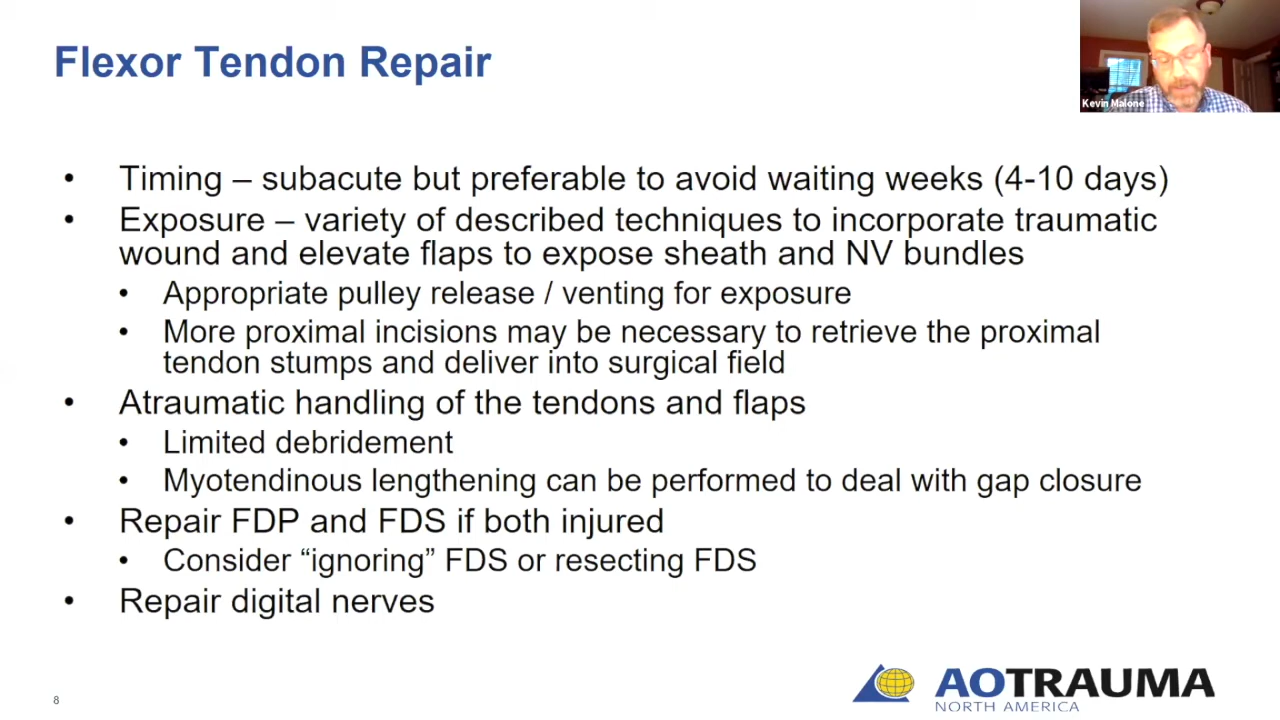 Flexor Tendon Repair
Kevin Malone
• Timing – subacute but preferable to avoid waiting weeks (4-10 days)
• Exposure – variety of described techniques to incorporate traumatic
wound and elevate flaps to expose sheath and NV bundles
• Appropriate pulley release / venting for exposure
• More proximal incisions may be necessary to retrieve the proximal
tendon stumps and deliver into surgical field
• Atraumatic handling of the tendons and flaps
• Limited debridement
• Myotendinous lengthening can be performed to deal with gap closure
• Repair FDP and FDS if both injured
• Consider “ignoring” FDS or resecting FDS
• Repair digital nerves
8
AOTRAUMA
NORTH AMERICA